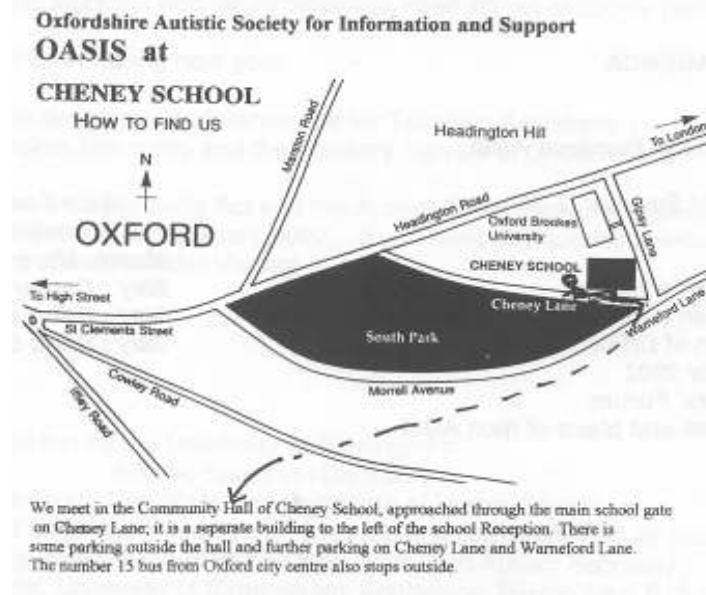 Oxfordshire Autistic Society for Information and Support
OASIS at
CHENEY SCHOOL
HOW TO FIND US
N
OXFORD
Marston Road
Headington Hill
To London
Headington Road
Oxford Brookes
University
Gipsy Lane
CHENEY SCHOOL
To High Street
Cheney Lane
Warneford Lane
St Clements Street
South Park
Morrell Avenue
Cowley Road
Iffley Road
We meet in the Community Hall of Cheney School, approached through the main school gate
on Cheney Lane; it is a separate building to the left of the school Reception. There is
some parking outside the hall and further parking on Cheney Lane and Warneford Lane.
The number 15 bus from Oxford city centre also stops outside.